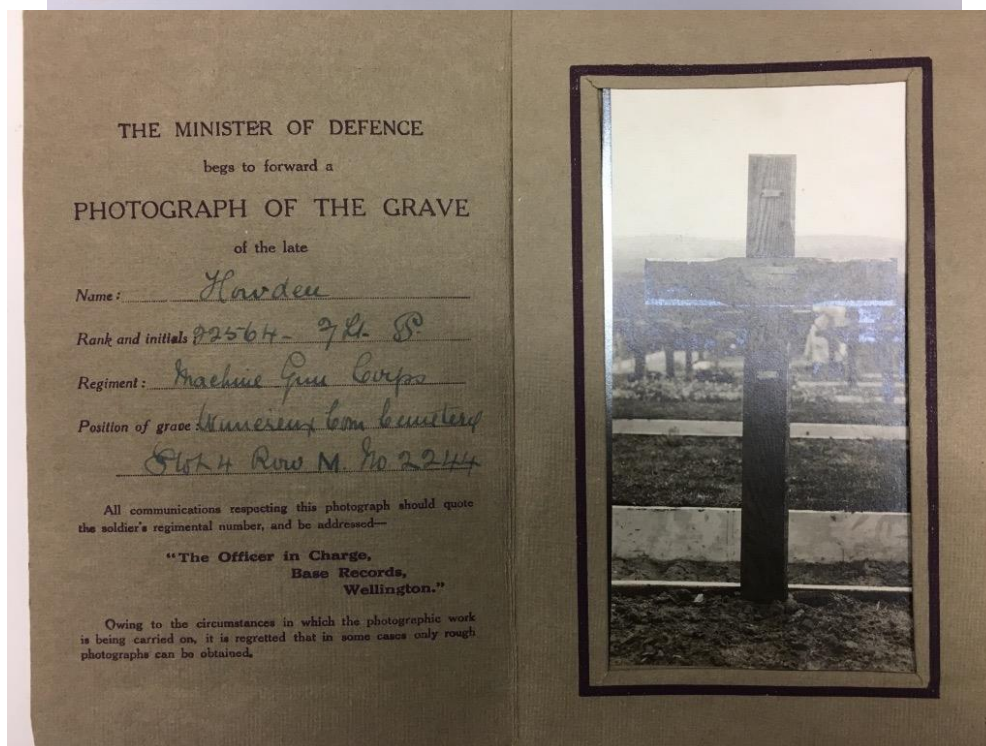 THE MINISTER OF DEFENCE
begs to forward a
PHOTOGRAPH OF THE GRAVE
of the late
Name: Howden
Rank and initials 22564 - Lt. P.
Regiment: Machine Gun Corps
Position of grave: Wimereux Com Cemetery
Plot 4 Row M. No 2244
All communications respecting this photograph should quote
the soldier's regimental number, and be addressed—
"The Officer in Charge,
Base Records,
Wellington."
Owing to the circumstances in which the photographic work
is being carried on, it is regretted that in some cases only rough
photographs can be obtained.